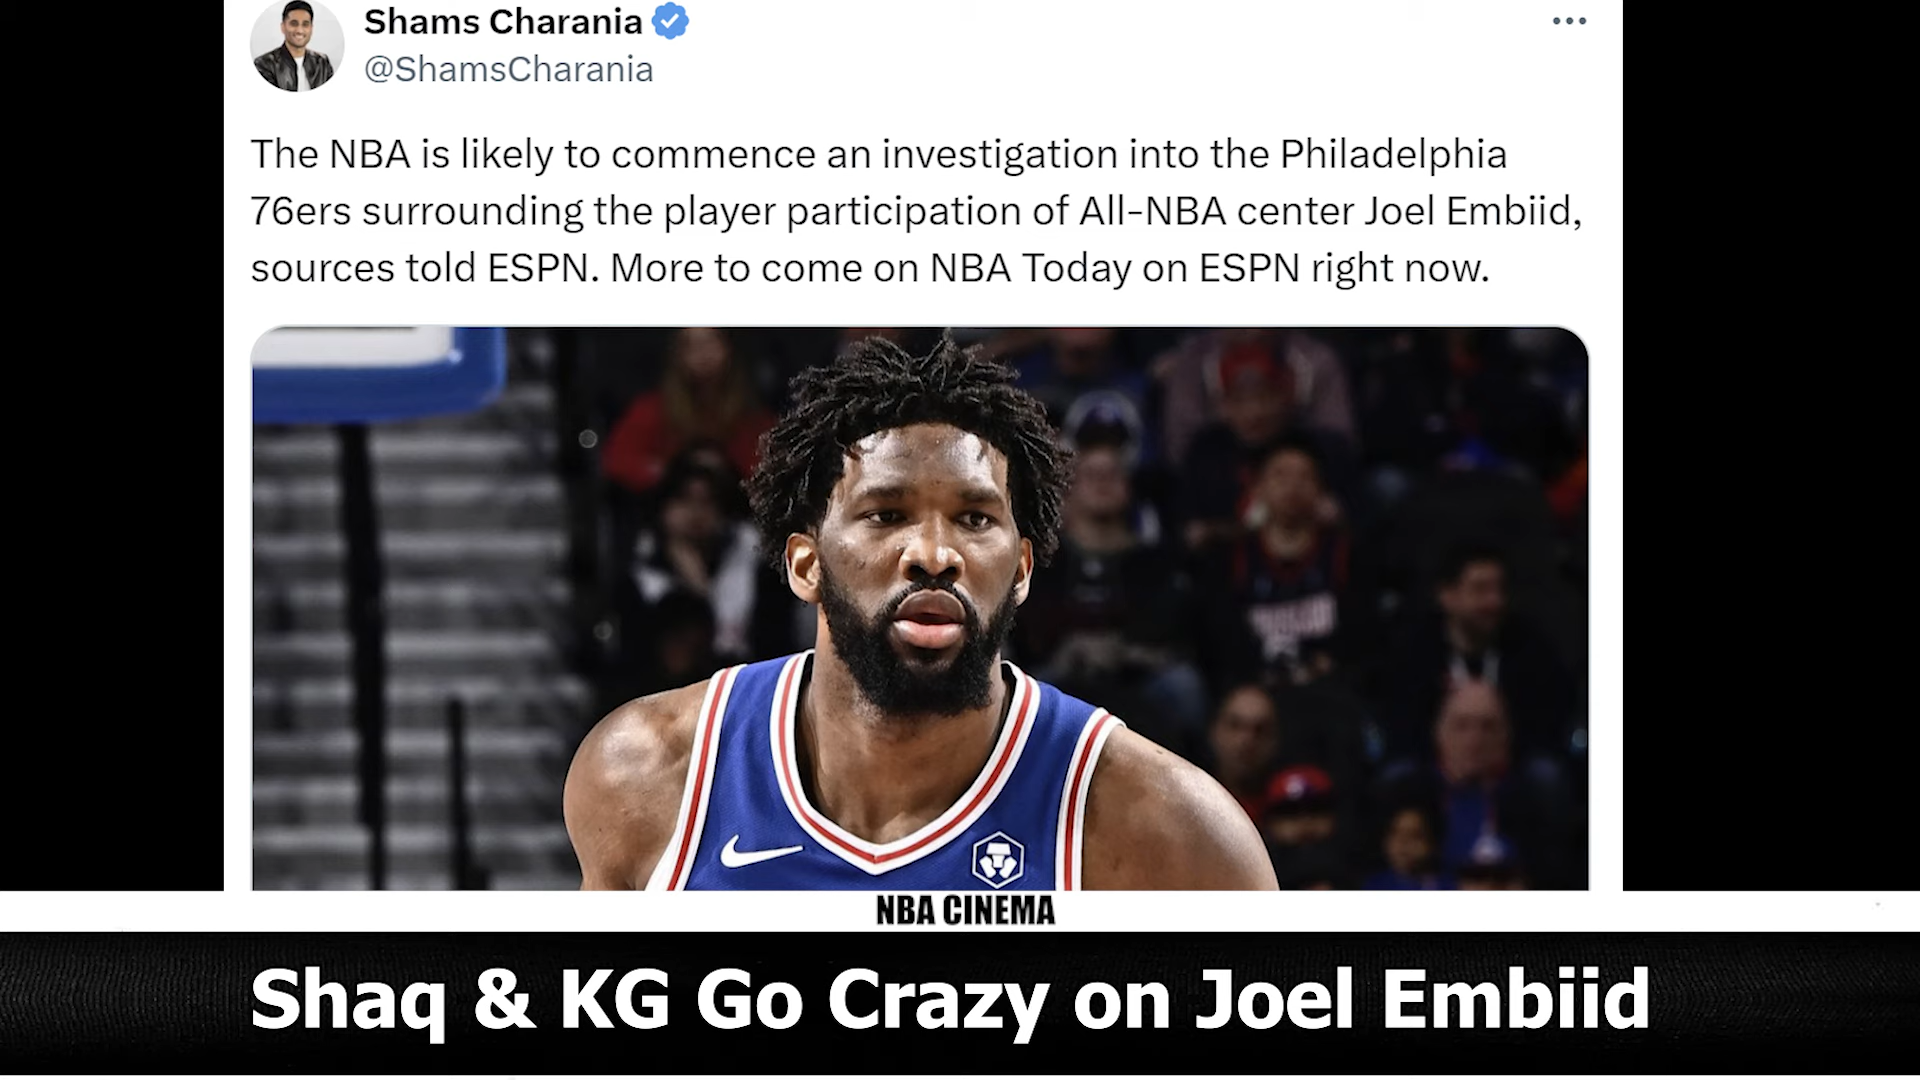 Shams Charania
@ShamsCharania
The NBA is likely to commence an investigation into the Philadelphia
76ers surrounding the player participation of All-NBA center Joel Embiid,
sources told ESPN. More to come on NBA Today on ESPN right now.
NBA CINEMA
Shaq & KG Go Crazy on Joel Embiid